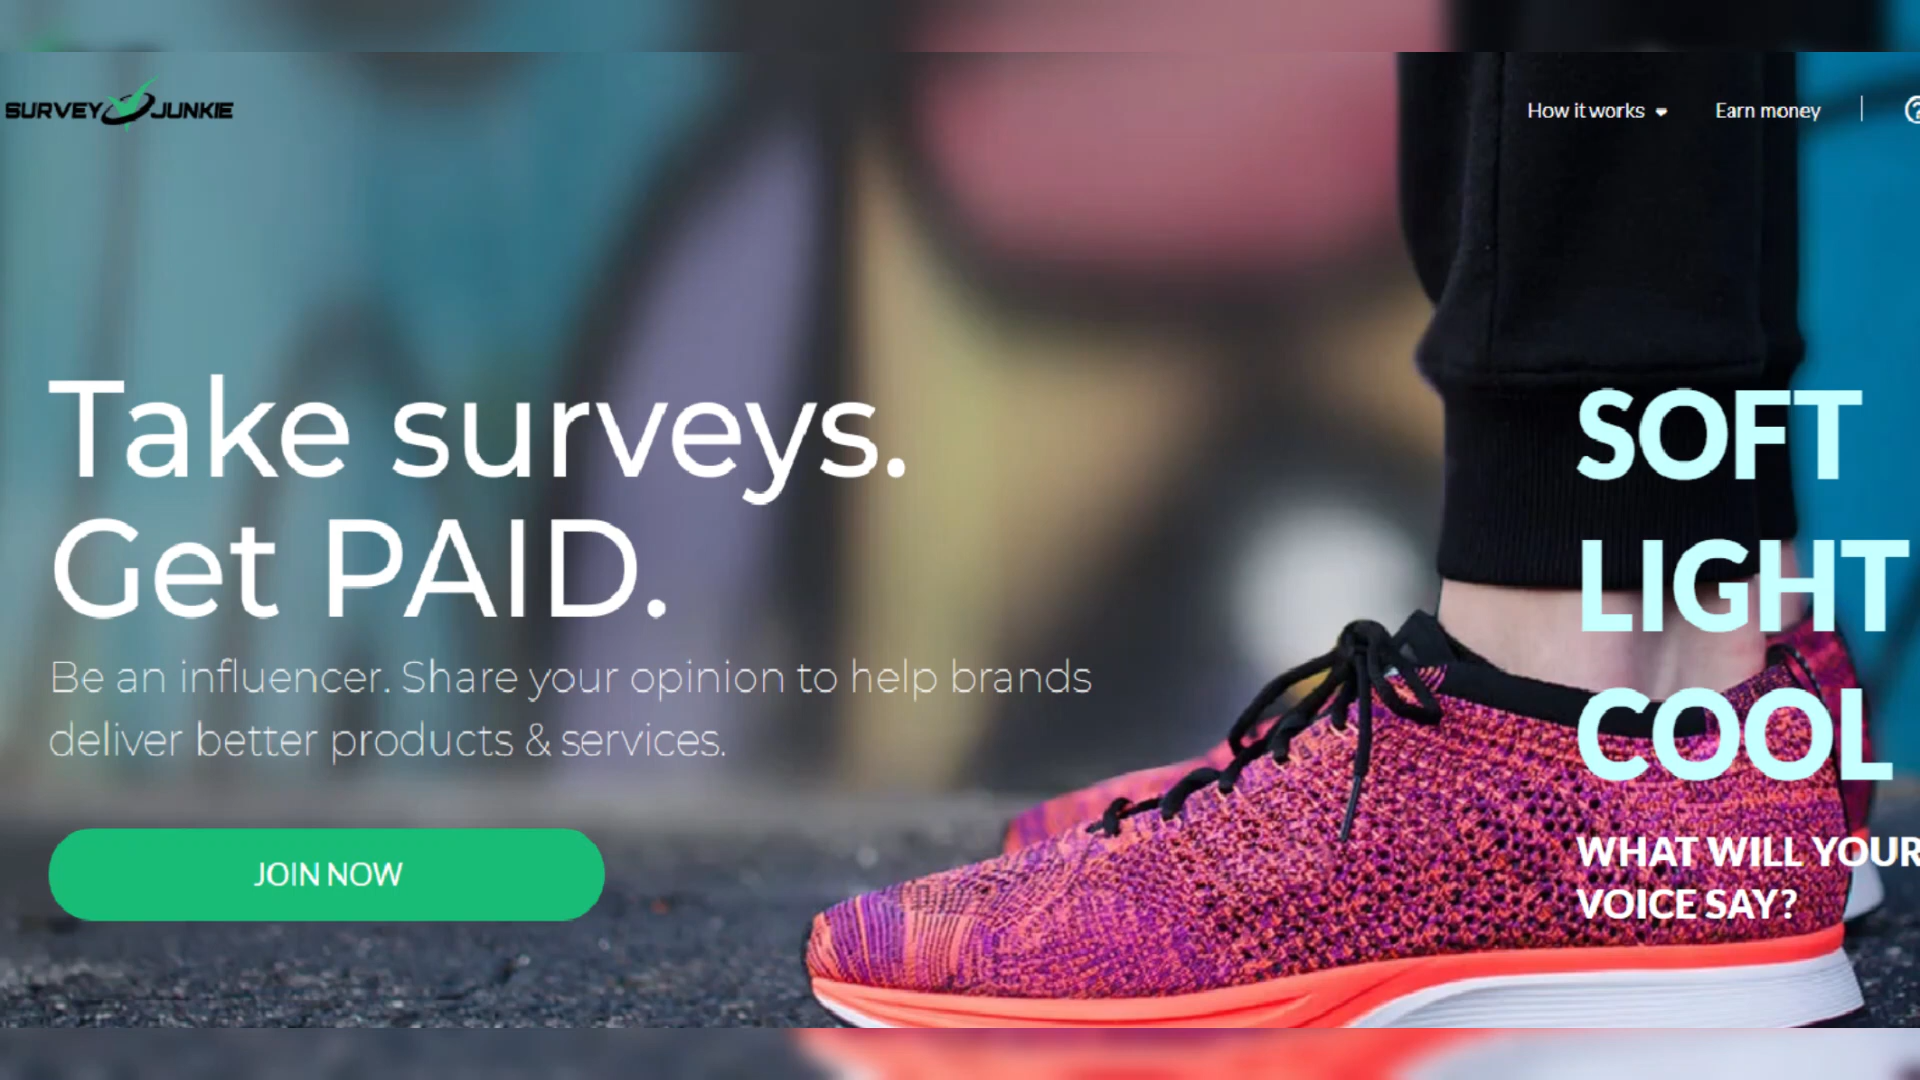 SURVEY JUNKIE
How it works
Earn money
Take surveys.
Get PAID.
Be an influencer. Share your opinion to help brands
deliver better products & services.
JOIN NOW
SOFT
LIGHT
COOL
WHAT WILL YOUR
VOICE SAY?